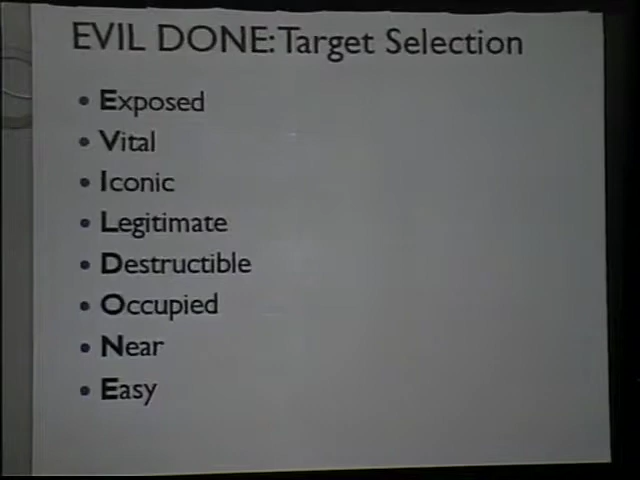 EVIL DONE: Target Selection
• Exposed
• Vital
• Iconic
• Legitimate
• Destructible
• Occupied
• Near
• Easy